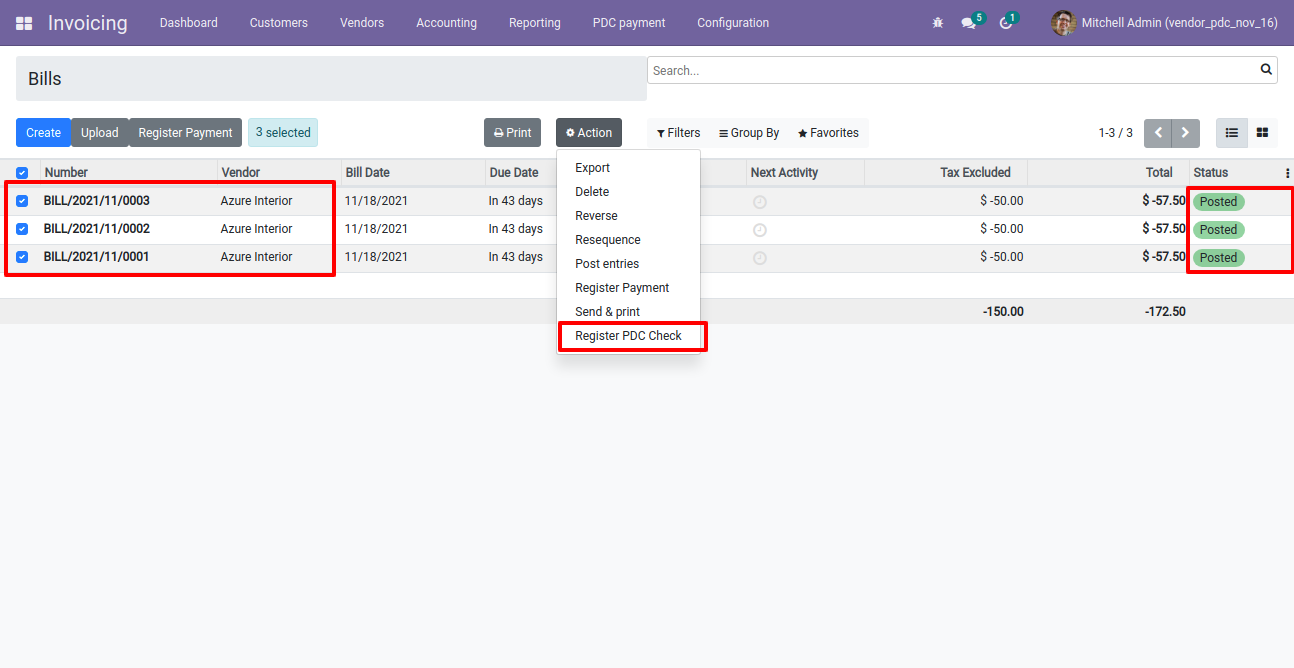 Invoicing Dashboard Customers Vendors Accounting Reporting PDC payment Configuration 5 1 Mitchell Admin (vendor_pdc_nov_16)
Bills
Search...
Create Upload Register Payment 3 selected Print Action Filters Group By Favorites 1-3 / 3
Number Vendor Bill Date Due Date Next Activity Tax Excluded Total Status
BILL/2021/11/0003 Azure Interior 11/18/2021 In 43 days $ -50.00 $ -57.50 Posted
BILL/2021/11/0002 Azure Interior 11/18/2021 In 43 days $ -50.00 $ -57.50 Posted
BILL/2021/11/0001 Azure Interior 11/18/2021 In 43 days $ -50.00 $ -57.50 Posted
-150.00 -172.50
Export
Delete
Reverse
Resequence
Post entries
Register Payment
Send & print
Register PDC Check